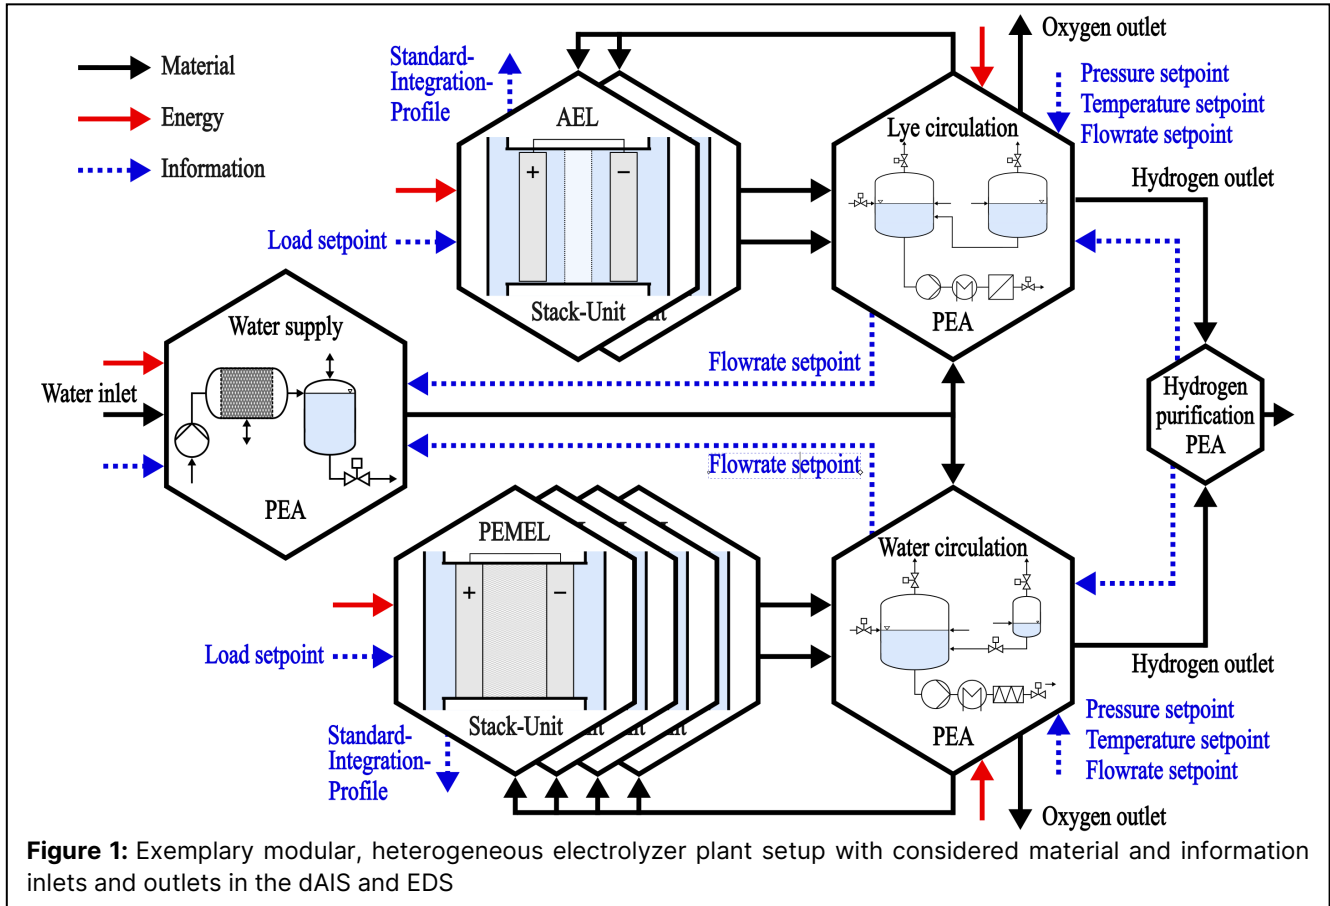 Material
Energy
Information
Standard-
Integration-
Profile
Oxygen outlet
Pressure setpoint
Temperature setpoint
Flowrate setpoint
AEL
+
−
Stack-Unit
Lye circulation
PEA
Hydrogen outlet
Load setpoint
Water supply
PEA
Water inlet
Flowrate setpoint
Flowrate setpoint
Hydrogen
purification
PEA
PEMEL
+
−
Stack-Unit
Water circulation
PEA
Load setpoint
Hydrogen outlet
Standard-
Integration-
Profile
Pressure setpoint
Temperature setpoint
Flowrate setpoint
Oxygen outlet
Figure 1: Exemplary modular, heterogeneous electrolyzer plant setup with considered material and information
inlets and outlets in the dAIS and EDS